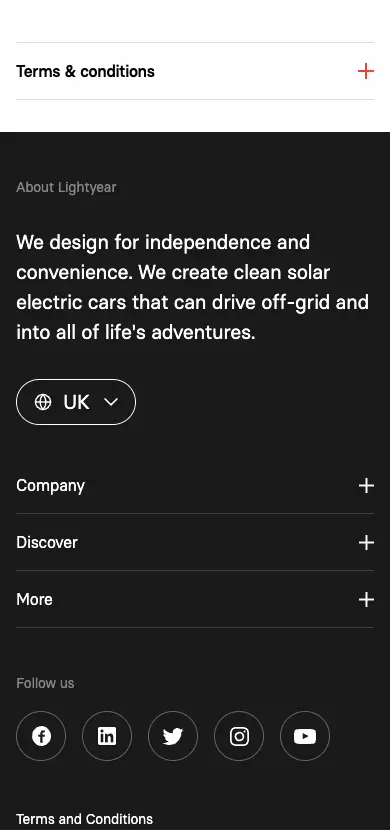 Terms & conditions
About Lightyear
We design for independence and
convenience. We create clean solar
electric cars that can drive off-grid and
into all of life's adventures.
UK
Company
Discover
More
Follow us
Terms and Conditions